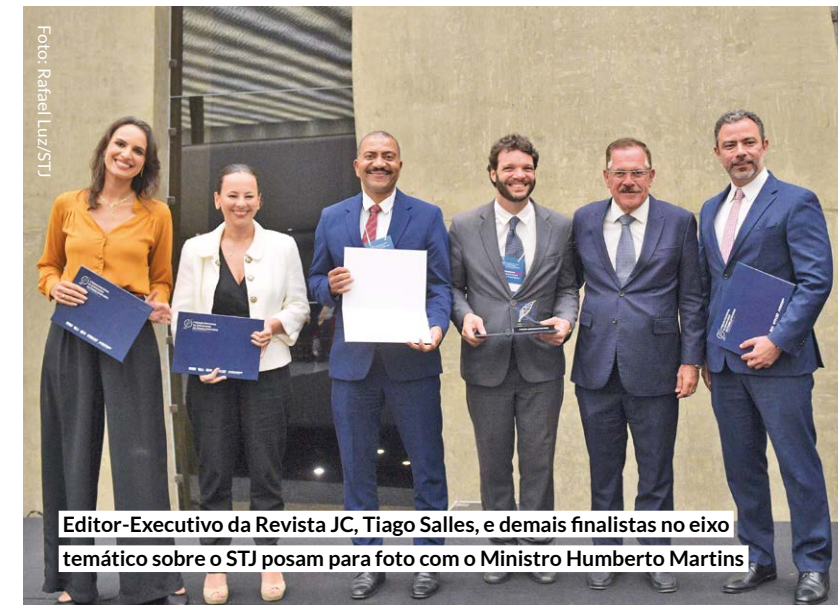 Foto: Rafael Luz/STJ
Editor-Executivo da Revista JC, Tiago Salles, e demais finalistas no eixo
temático sobre o STJ posam para foto com o Ministro Humberto Martins